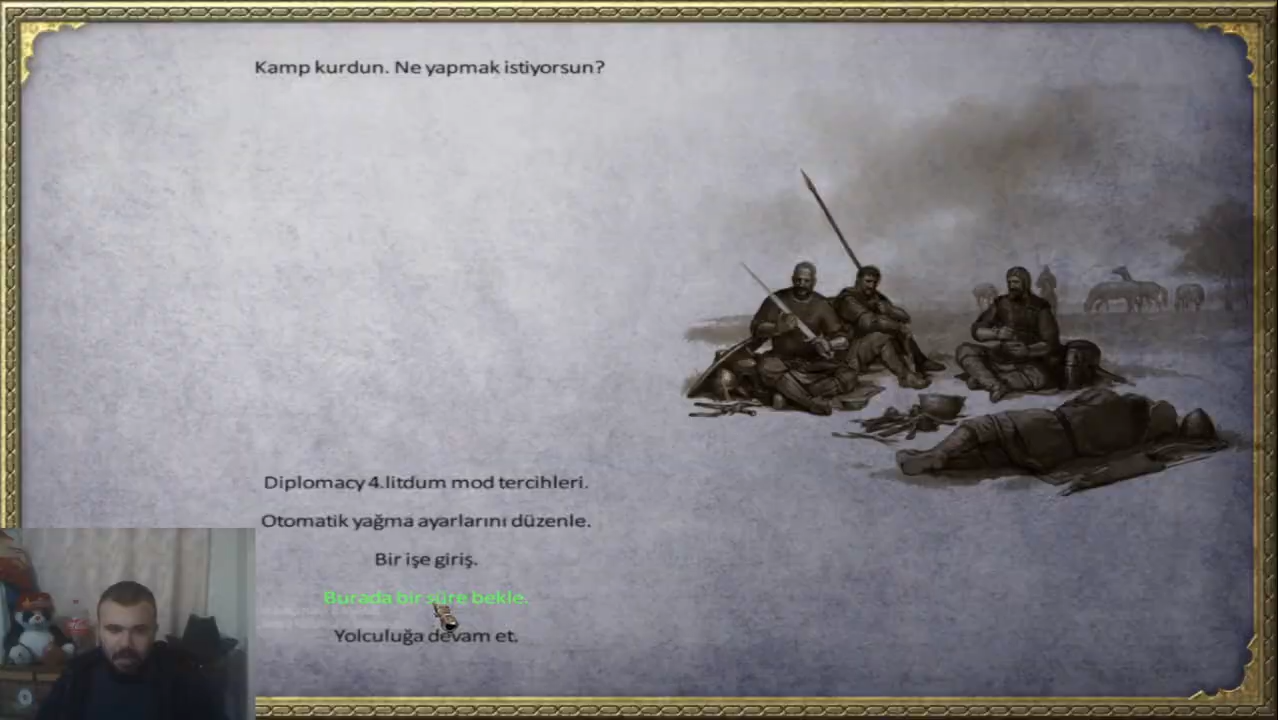 Kamp kurdun. Ne yapmak istiyorsun?
Diplomacy 4.litdum mod tercihleri.
Otomatik yağma ayarlarını düzenle.
Bir işe giriş.
Burada bir süre bekle.
Yolculuğa devam et.